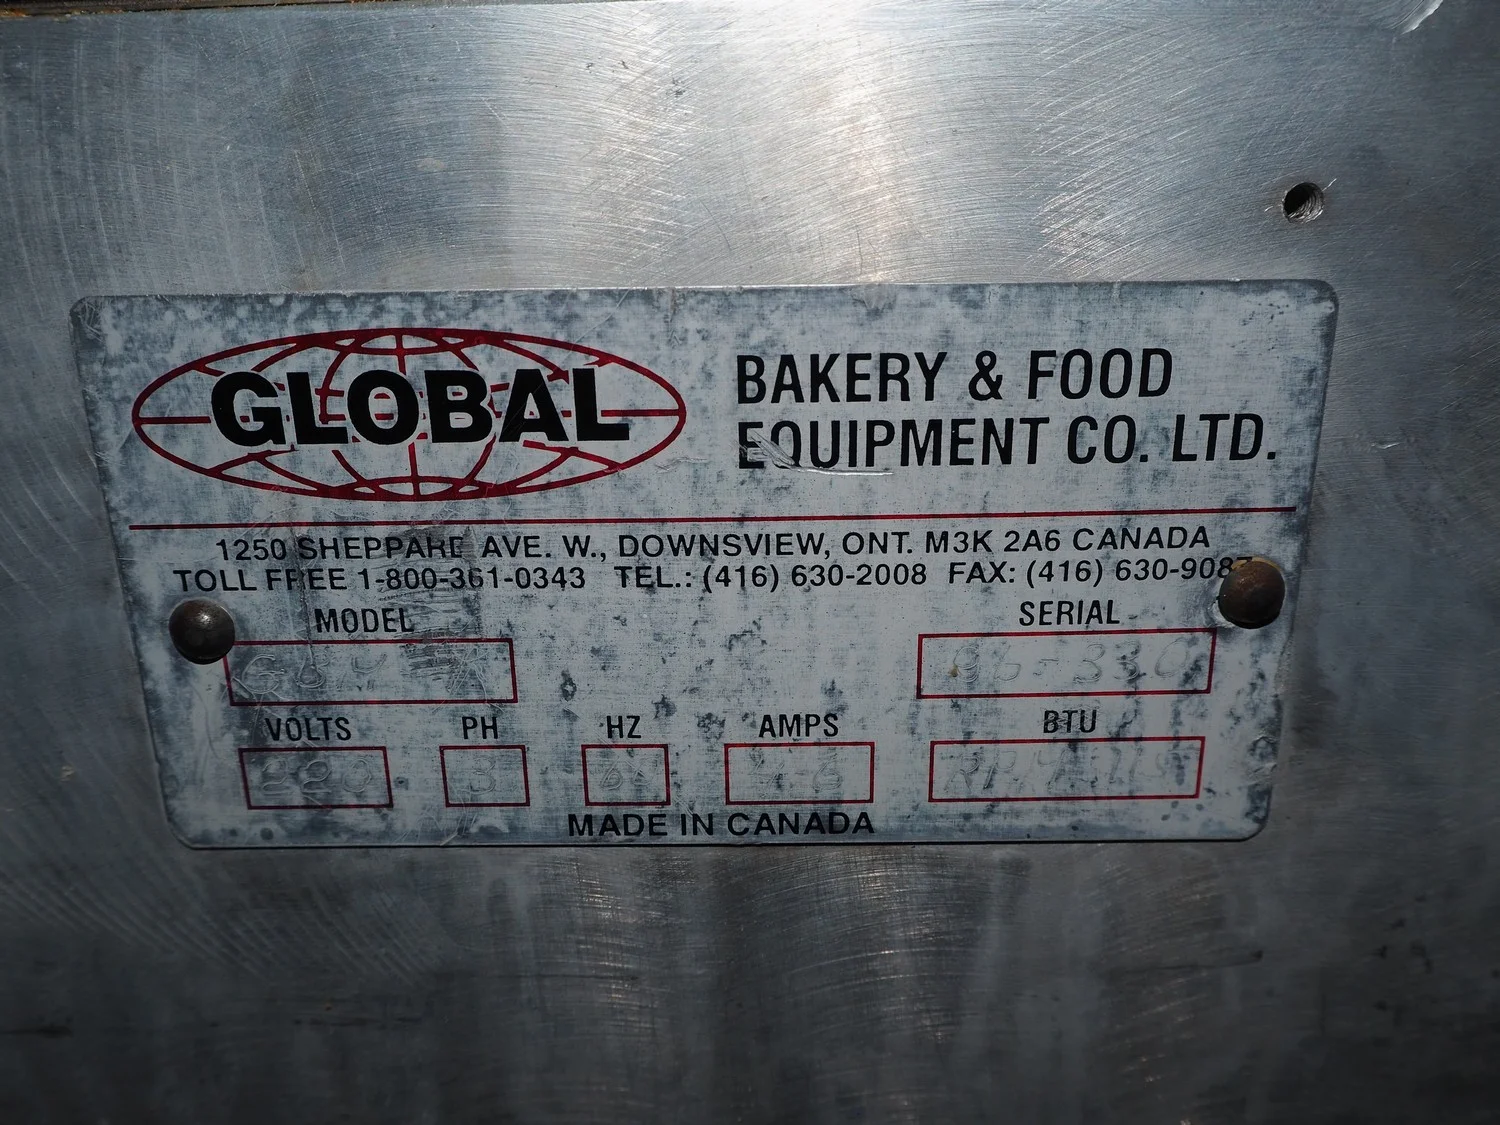 GLOBAL
BAKERY & FOOD
EQUIPMENT CO. LTD.
1250 SHEPPARD AVE. W., DOWNSVIEW, ONT. M3K 2A6 CANADA
TOLL FREE 1-800-361-0343 TEL.: (416) 630-2008 FAX: (416) 630-9087
MODEL SERIAL
VOLTS PH HZ AMPS BTU
220 3 60
MADE IN CANADA